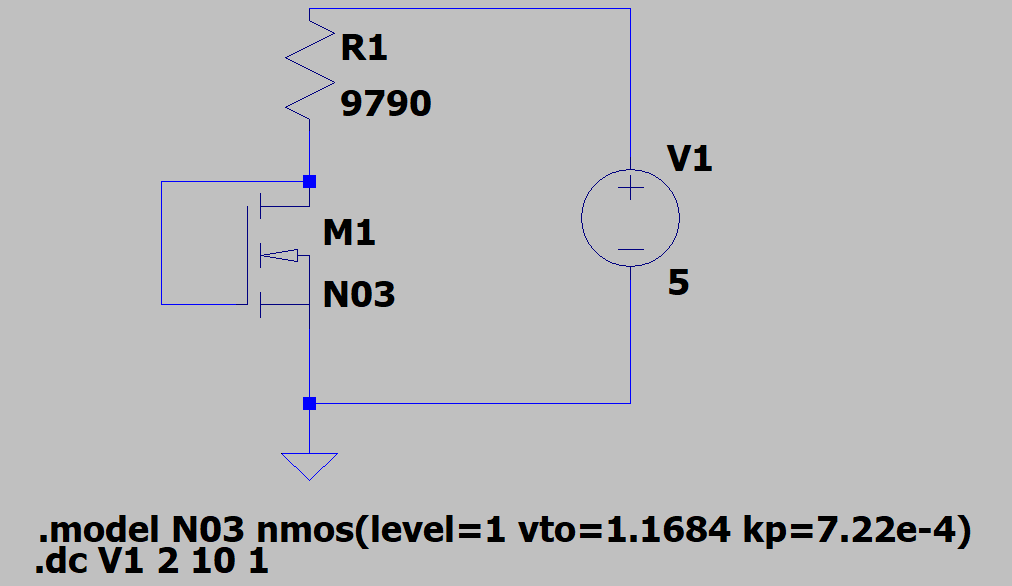 R1
9790
V1
M1
N03
5
.model N03 nmos(level=1 vto=1.1684 kp=7.22e-4)
.dc V1 2 10 1